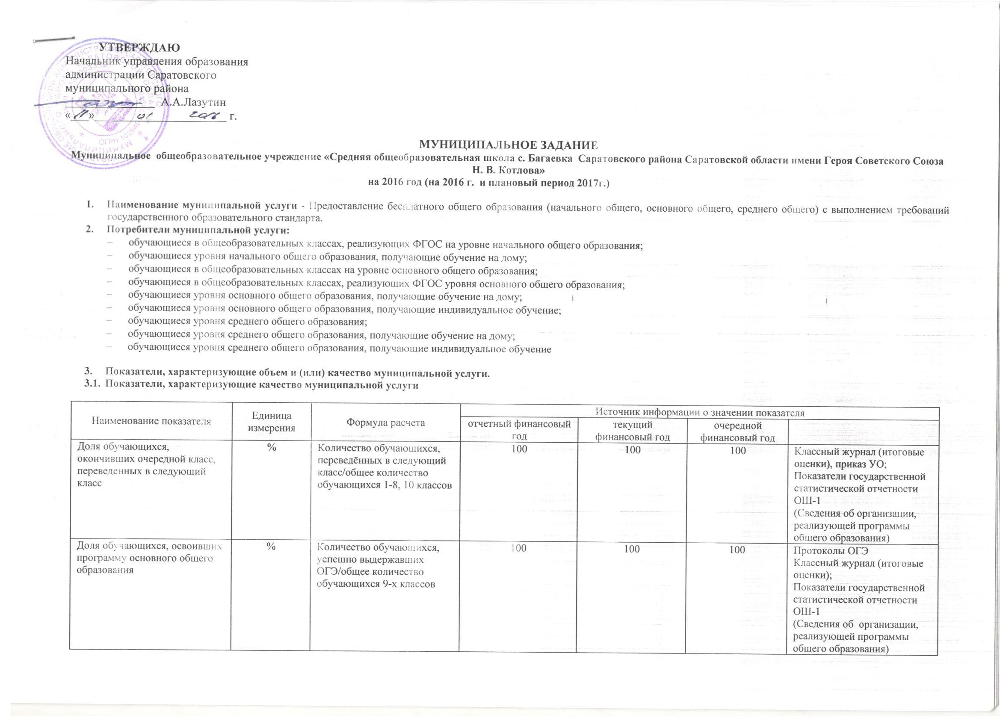 УТВЕРЖДАЮ
Начальник управления образования
администрации Саратовского
муниципального района
А.А.Лазутин
«11» 01 2016 г.
МУНИЦИПАЛЬНОЕ ЗАДАНИЕ
Муниципальное общеобразовательное учреждение «Средняя общеобразовательная школа с. Багаевка Саратовского района Саратовской области имени Героя Советского Союза
Н. В. Котлова»
на 2016 год (на 2016 г. и плановый период 2017г.)
1. Наименование муниципальной услуги - Предоставление бесплатного общего образования (начального общего, основного общего, среднего общего) с выполнением требований
государственного образовательного стандарта.
2. Потребители муниципальной услуги:
– обучающиеся в общеобразовательных классах, реализующих ФГОС на уровне начального общего образования;
– обучающиеся уровня начального общего образования, получающие обучение на дому;
– обучающиеся в общеобразовательных классах на уровне основного общего образования;
– обучающиеся в общеобразовательных классах, реализующих ФГОС уровня основного общего образования;
– обучающиеся уровня основного общего образования, получающие обучение на дому;
– обучающиеся уровня основного общего образования, получающие индивидуальное обучение;
– обучающиеся уровня среднего общего образования;
– обучающиеся уровня среднего общего образования, получающие обучение на дому;
– обучающиеся уровня среднего общего образования, получающие индивидуальное обучение
3. Показатели, характеризующие объем и (или) качество муниципальной услуги.
3.1. Показатели, характеризующие качество муниципальной услуги
Наименование показателя
Единица
измерения
Формула расчета
Источник информации о значении показателя
отчетный финансовый
год
текущий
финансовый год
очередной
финансовый год
Доля обучающихся,
окончивших очередной класс,
переведенных в следующий
класс
%
Количество обучающихся,
переведённых в следующий
класс/общее количество
обучающихся 1-8, 10 классов
100
100
100
Классный журнал (итоговые
оценки), приказ УО;
Показатели государственной
статистической отчетности
ОШ-1
(Сведения об организации,
реализующей программы
общего образования)
Доля обучающихся, освоивших
программу основного общего
образования
%
Количество обучающихся,
успешно выдержавших
ОГЭ/общее количество
обучающихся 9-х классов
100
100
100
Протоколы ОГЭ
Классный журнал (итоговые
оценки);
Показатели государственной
статистической отчетности
ОШ-1
(Сведения об организации,
реализующей программы
общего образования)